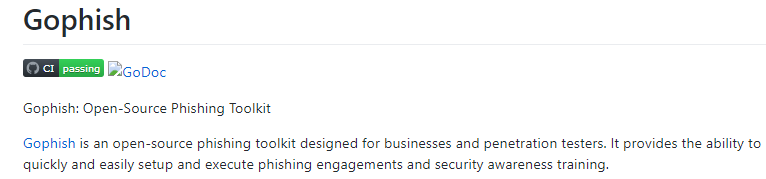 Gophish
CI passing GoDoc
Gophish: Open-Source Phishing Toolkit
Gophish is an open-source phishing toolkit designed for businesses and penetration testers. It provides the ability to
quickly and easily setup and execute phishing engagements and security awareness training.